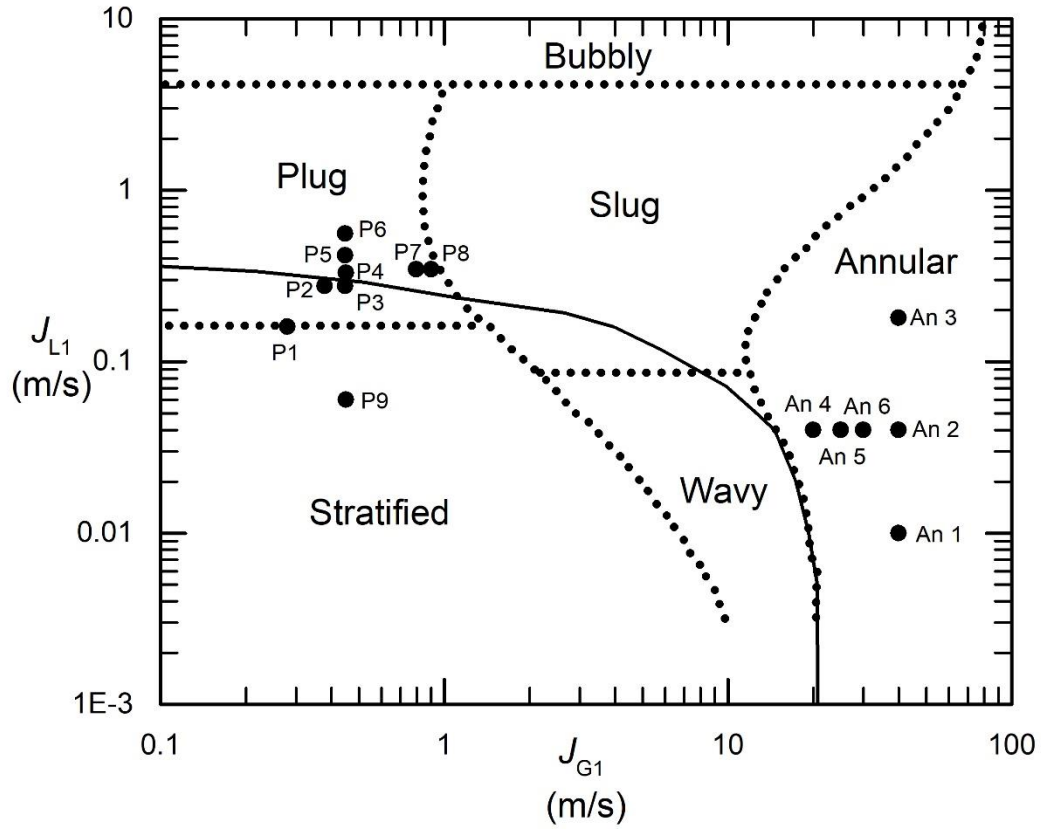 10
Bubbly
Plug
1
Slug
P6
P5
P7
P8
P4
Annular
P2
P3
An 3
J_L1
(m/s)
P1
0.1
P9
An 4
An 6
An 2
An 5
Wavy
Stratified
0.01
An 1
1E-3
0.1
1
10
100
J_G1
(m/s)